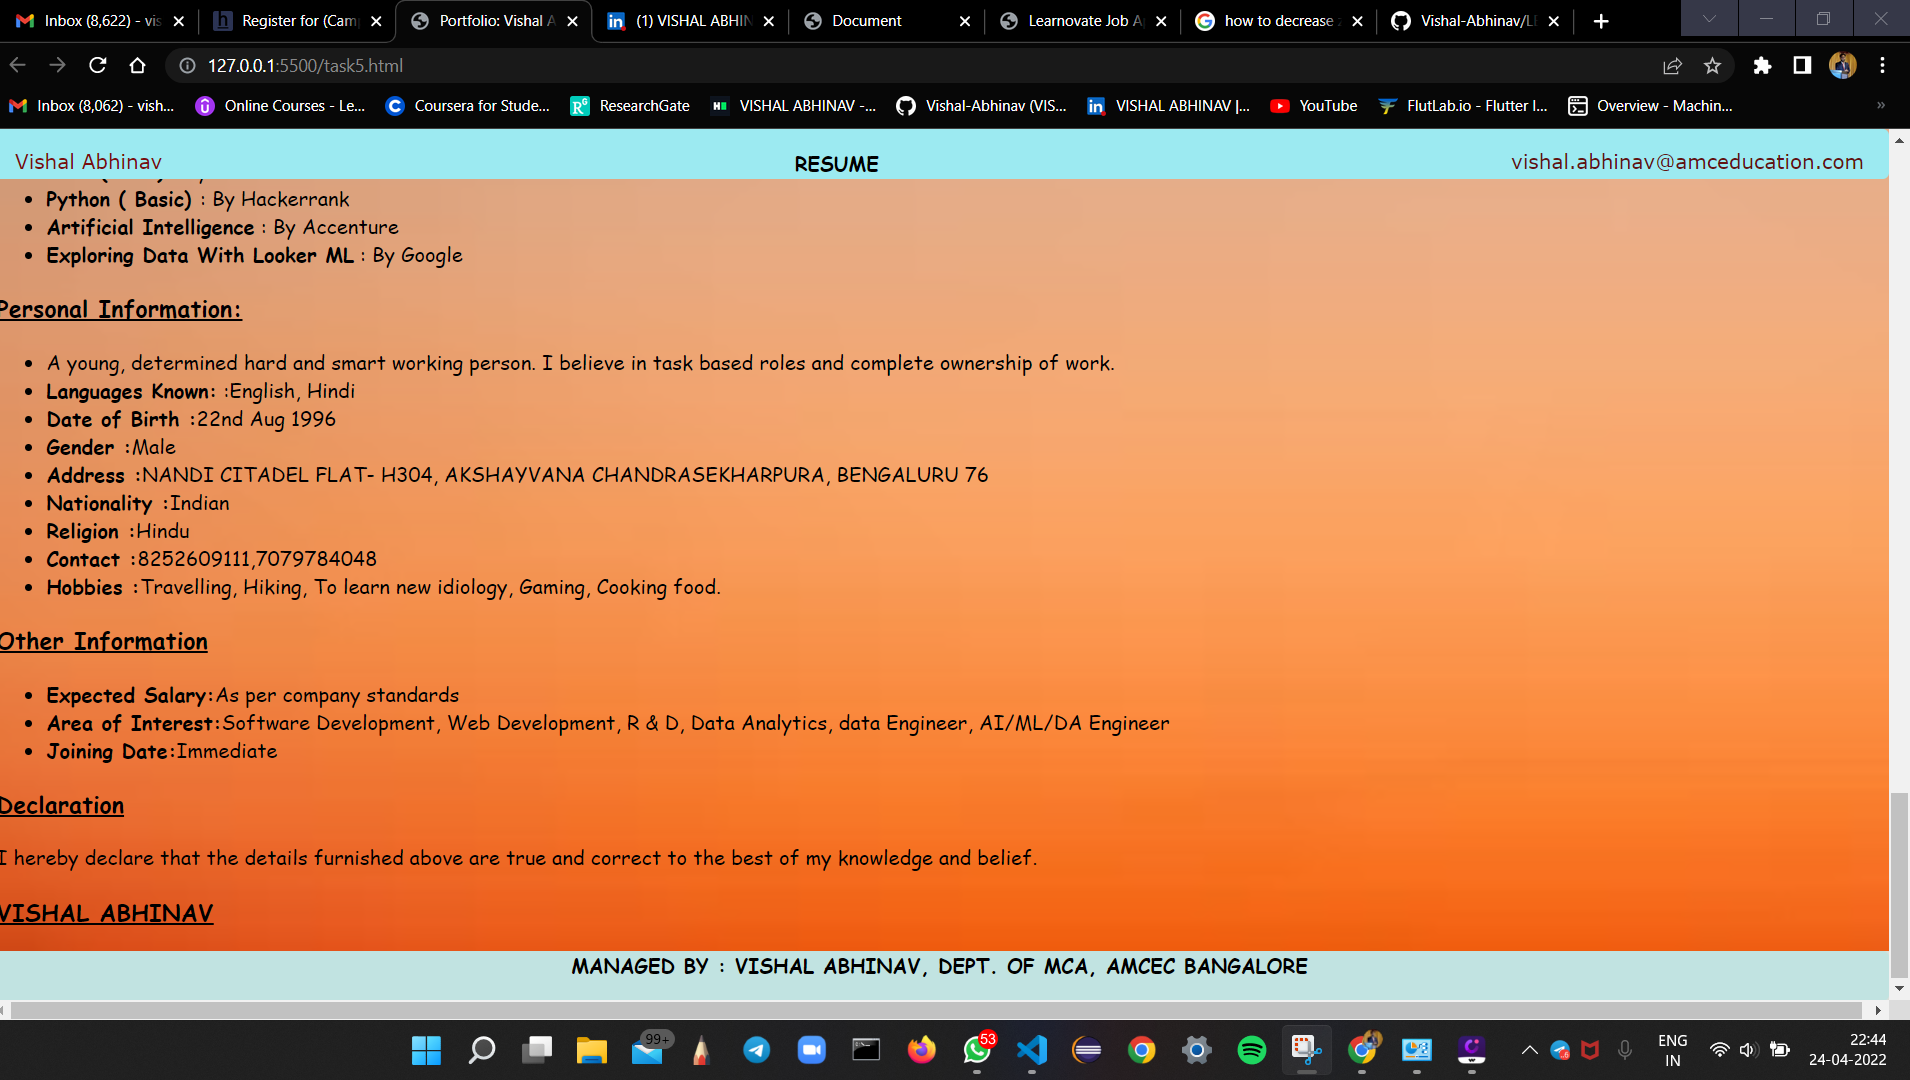 Inbox (8,622) - vis
Register for (Cam
Portfolio: Vishal A
(1) VISHAL ABHIN
Document
Learnovate Job A
how to decrease
Vishal-Abhinav/LE
127.0.0.1:5500/task5.html
Inbox (8,062) - vish...
Online Courses - Le...
Coursera for Stude...
ResearchGate
VISHAL ABHINAV -...
Vishal-Abhinav (VIS...
VISHAL ABHINAV |...
YouTube
FlutLab.io - Flutter I...
Overview - Machin...
»
Vishal Abhinav
RESUME
vishal.abhinav@amceducation.com
Python ( Basic) : By Hackerrank
Artificial Intelligence : By Accenture
Exploring Data With Looker ML : By Google
Personal Information:
A young, determined hard and smart working person. I believe in task based roles and complete ownership of work.
Languages Known: :English, Hindi
Date of Birth :22nd Aug 1996
Gender :Male
Address :NANDI CITADEL FLAT- H304, AKSHAYVANA CHANDRASEKHARPURA, BENGALURU 76
Nationality :Indian
Religion :Hindu
Contact :8252609111,7079784048
Hobbies :Travelling, Hiking, To learn new idiology, Gaming, Cooking food.
Other Information
Expected Salary:As per company standards
Area of Interest:Software Development, Web Development, R & D, Data Analytics, data Engineer, AI/ML/DA Engineer
Joining Date:Immediate
Declaration
I hereby declare that the details furnished above are true and correct to the best of my knowledge and belief.
VISHAL ABHINAV
MANAGED BY : VISHAL ABHINAV, DEPT. OF MCA, AMCEC BANGALORE
99+
53
ENG
IN
22:44
24-04-2022